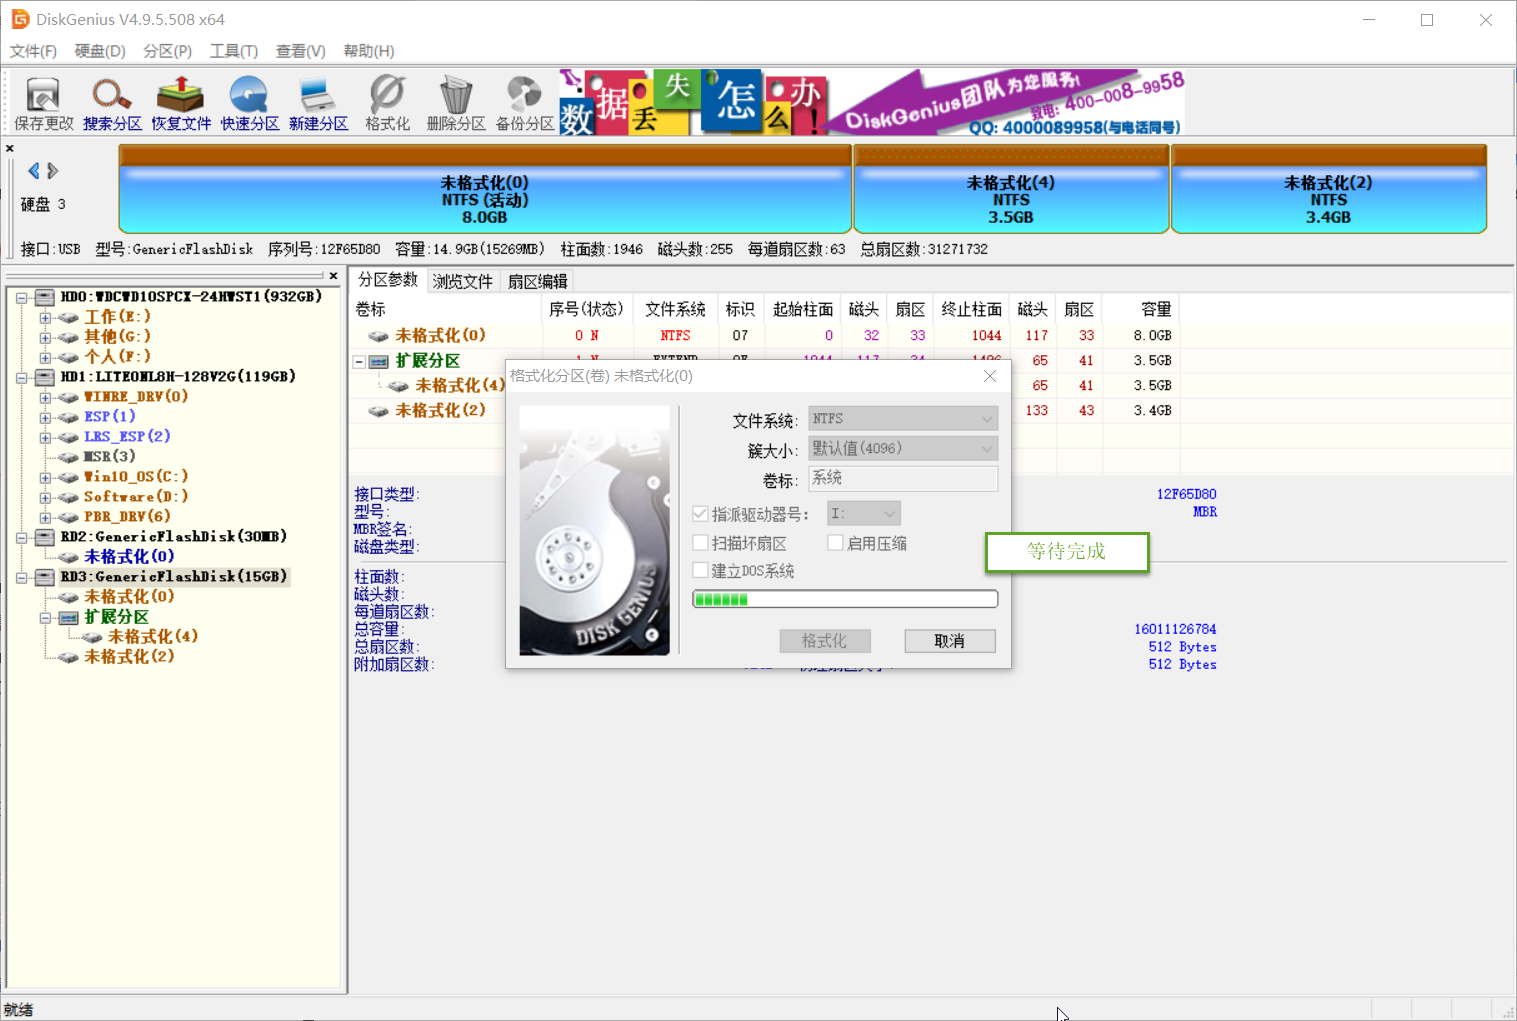 DiskGenius V4.9.5.508 x64
文件(F) 硬盘(D) 分区(P) 工具(T) 查看(V) 帮助(H)
保存更改 搜索分区 恢复文件 快速分区 新建分区 格式化 删除分区 备份分区
数据丢失怎么办!
DiskGenius团队为您服务!
致电: 400-008-9958
QQ: 4000089958(与电话同号)
硬盘 3
未格式化(0)
NTFS (活动)
8.0GB
未格式化(4)
NTFS
3.5GB
未格式化(2)
NTFS
3.4GB
接口:USB 型号:GenericFlashDisk 序列号:12F65D80 容量:14.9GB(15269MB) 柱面数:1946 磁头数:255 每道扇区数:63 总扇区数:31271732
HD0:WDCWD10SPCX-24HWST1(932GB)
工作(E:)
其他(G:)
个人(F:)
HD1:LITEONL8H-128V2G(119GB)
WINRE_DRV(0)
ESP(1)
LRS_ESP(2)
MSR(3)
Win10_OS(C:)
Software(D:)
PBR_DRV(6)
RD2:GenericFlashDisk(30MB)
未格式化(0)
RD3:GenericFlashDisk(15GB)
未格式化(0)
扩展分区
未格式化(4)
未格式化(2)
分区参数 浏览文件 扇区编辑
卷标 序号(状态) 文件系统 标识 起始柱面 磁头 扇区 终止柱面 磁头 扇区 容量
未格式化(0) 0 N NTFS 07 0 32 33 1044 117 33 8.0GB
扩展分区 65 41 3.5GB
未格式化(4) 65 41 3.5GB
未格式化(2) 133 43 3.4GB
格式化分区(卷) 未格式化(0)
文件系统: NTFS
簇大小: 默认值(4096)
卷标: 系统
指派驱动器号: I:
扫描坏扇区 启用压缩
建立DOS系统
格式化 取消
DISK GENIUS
等待完成
接口类型:
型号: 12F65D80
MBR签名: MBR
磁盘类型:
柱面数:
磁头数:
每道扇区数:
总容量: 16011126784
总扇区数: 512 Bytes
附加扇区数: 512 Bytes
就绪